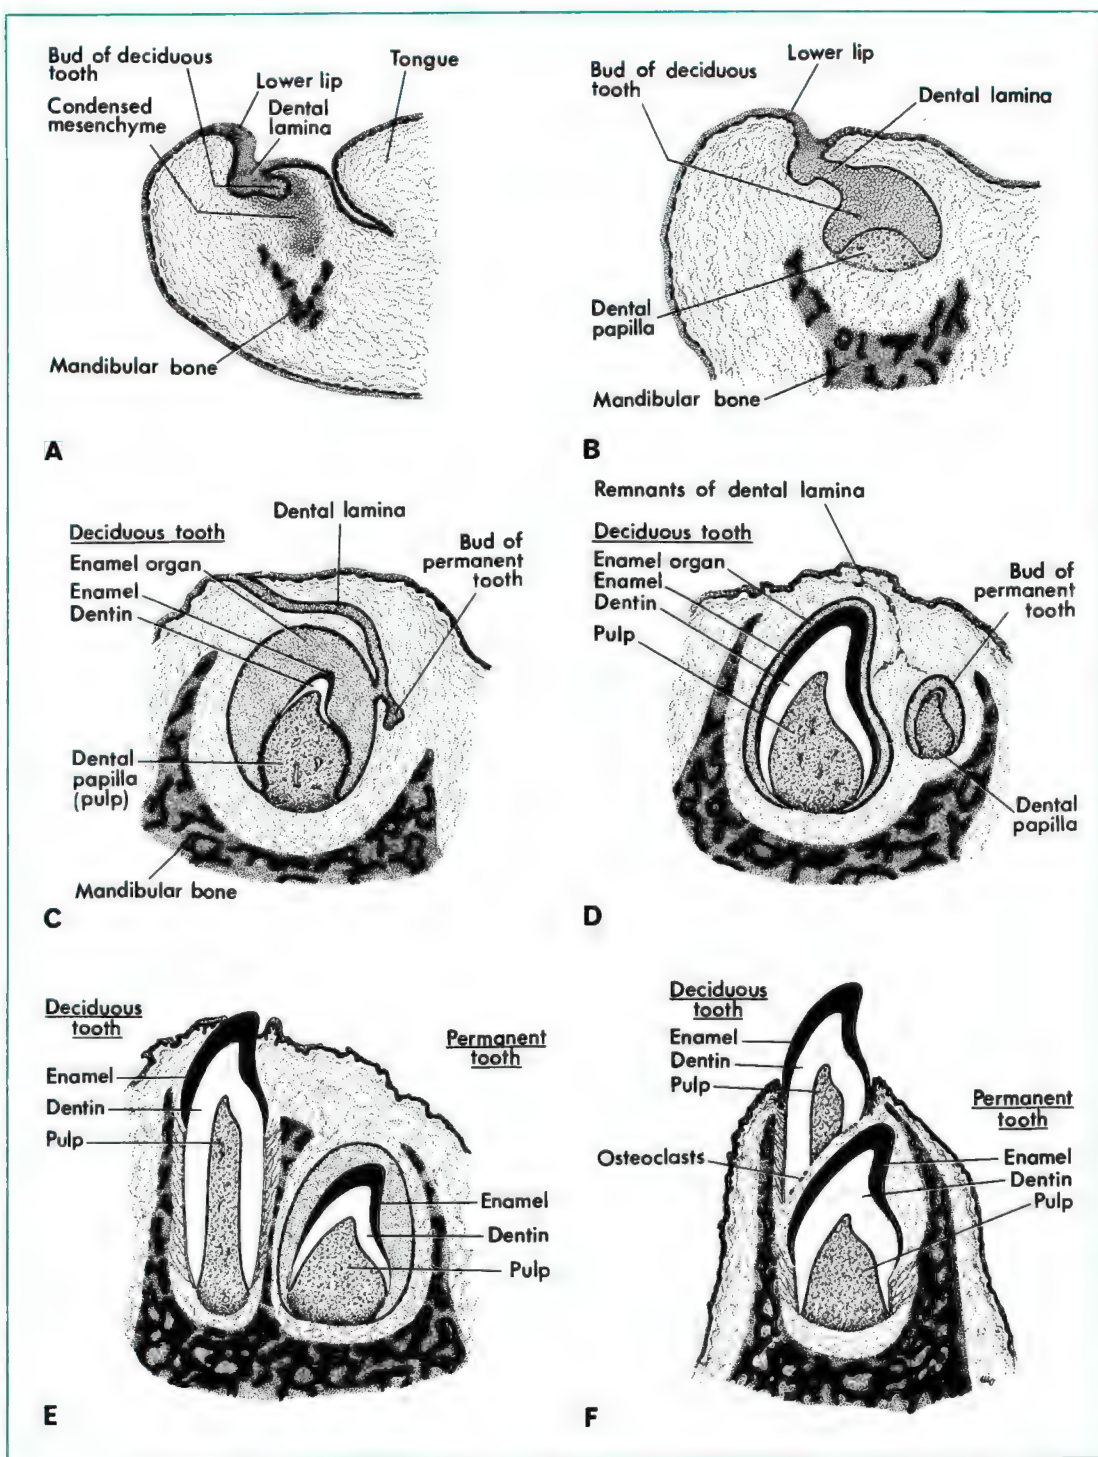 Bud of deciduous
tooth
Condensed
mesenchyme
Lower lip
Dental
lamina
Tongue
Mandibular bone
A
Lower lip
Bud of deciduous
tooth
Dental lamina
Dental
papilla
Mandibular bone
B
Dental lamina
Deciduous tooth
Enamel organ
Enamel
Dentin
Bud of
permanent
tooth
Dental
papilla
(pulp)
Mandibular bone
C
Remnants of dental lamina
Deciduous tooth
Enamel organ
Enamel
Dentin
Pulp
Bud of
permanent
tooth
Dental
papilla
D
Deciduous
tooth
Enamel
Dentin
Pulp
Permanent
tooth
Enamel
Dentin
Pulp
E
Deciduous
tooth
Enamel
Dentin
Pulp
Osteoclasts
Permanent
tooth
Enamel
Dentin
Pulp
F